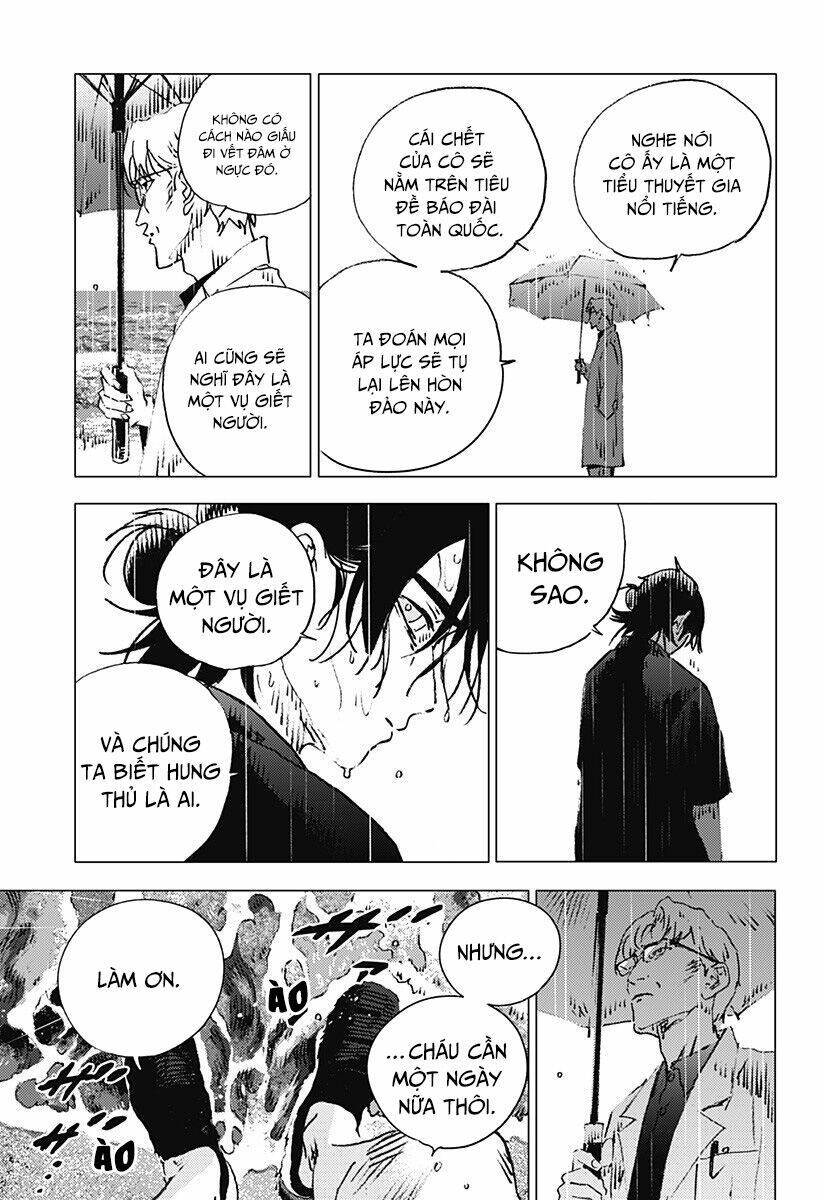 NGHE NÓI
CÔ ẤY LÀ MỘT
TIỂU THUYẾT GIA
NỔI TIẾNG.
CÁI CHẾT
CỦA CÔ SẼ
NẰM TRÊN TIÊU
ĐỀ BÁO ĐÀI
TOÀN QUỐC.
TA ĐOÁN MỌI
ÁP LỰC SẼ TỤ
LẠI LÊN HÒN
ĐẢO NÀY.
KHÔNG CÓ
CÁCH NÀO GIẤU
ĐI VẾT ĐÂM Ở
NGỰC ĐÓ.
AI CŨNG SẼ
NGHĨ ĐÂY LÀ
MỘT VỤ GIẾT
NGƯỜI.
KHÔNG
SAO.
ĐÂY LÀ
MỘT VỤ GIẾT
NGƯỜI.
VÀ CHÚNG
TA BIẾT HUNG
THỦ LÀ AI.
NHƯNG...
...CHÁU CẦN
MỘT NGÀY
NỮA THÔI.
LÀM ƠN.
ÀO
ÀO